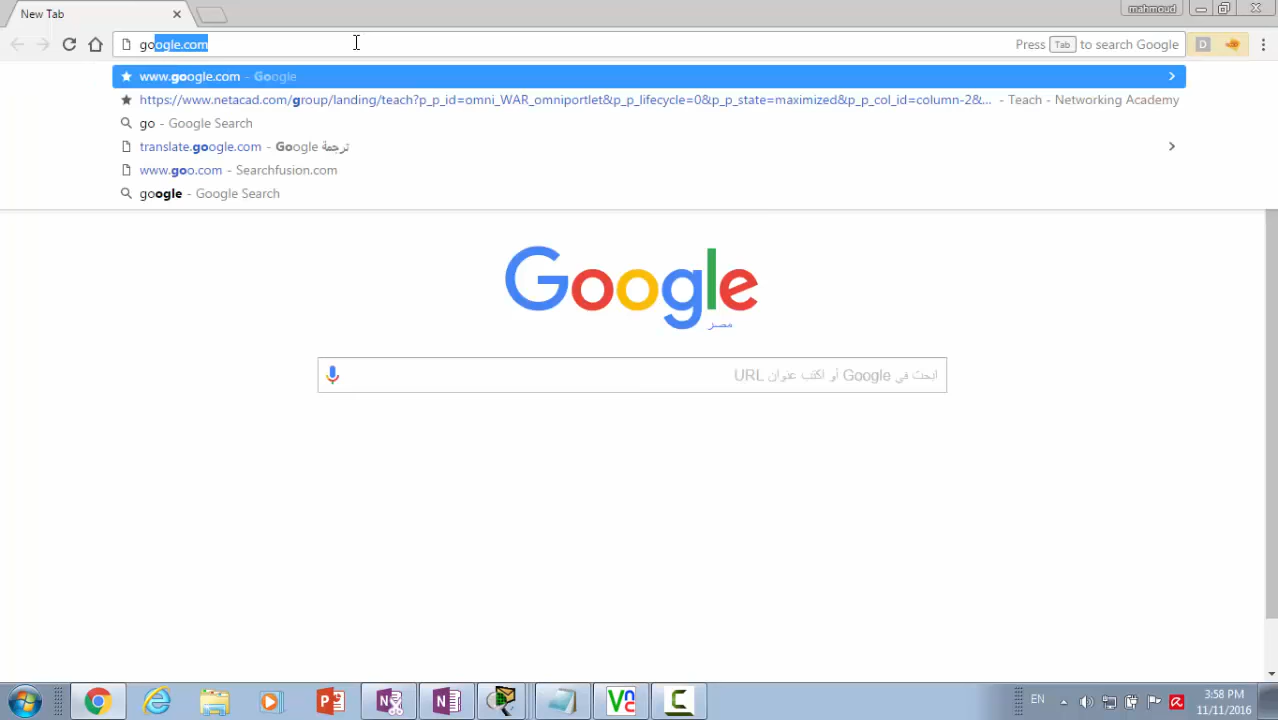 New Tab
mahmoud
google.com
Press Tab to search Google
D
www.google.com - Google
https://www.netacad.com/group/landing/teach?p_p_id=omni_WAR_omniportlet&p_p_lifecycle=0&p_p_state=maximized&p_p_col_id=column-2&... - Teach - Networking Academy
go - Google Search
translate.google.com - Google ترجمة
www.goo.com - Searchfusion.com
google - Google Search
Google
مصر
ابحث في Google أو اكتب عنوان URL
EN
3:58 PM
11/11/2016